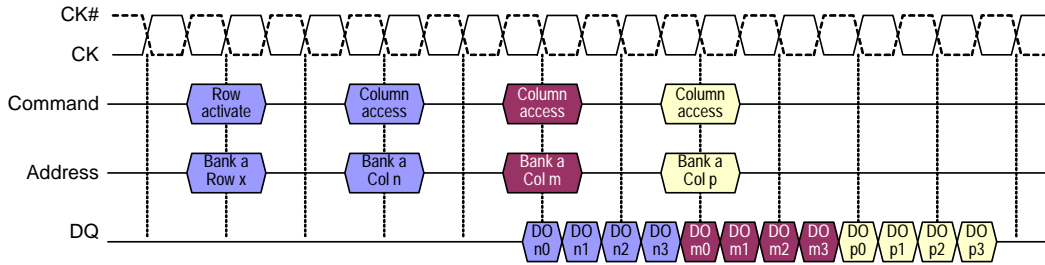 CK#
CK
Command
Row
activate
Column
access
Column
access
Column
access
Address
Bank a
Row x
Bank a
Col n
Bank a
Col m
Bank a
Col p
DQ
DO
n0
DO
n1
DO
n2
DO
n3
DO
m0
DO
m1
DO
m2
DO
m3
DO
p0
DO
p1
DO
p2
DO
p3